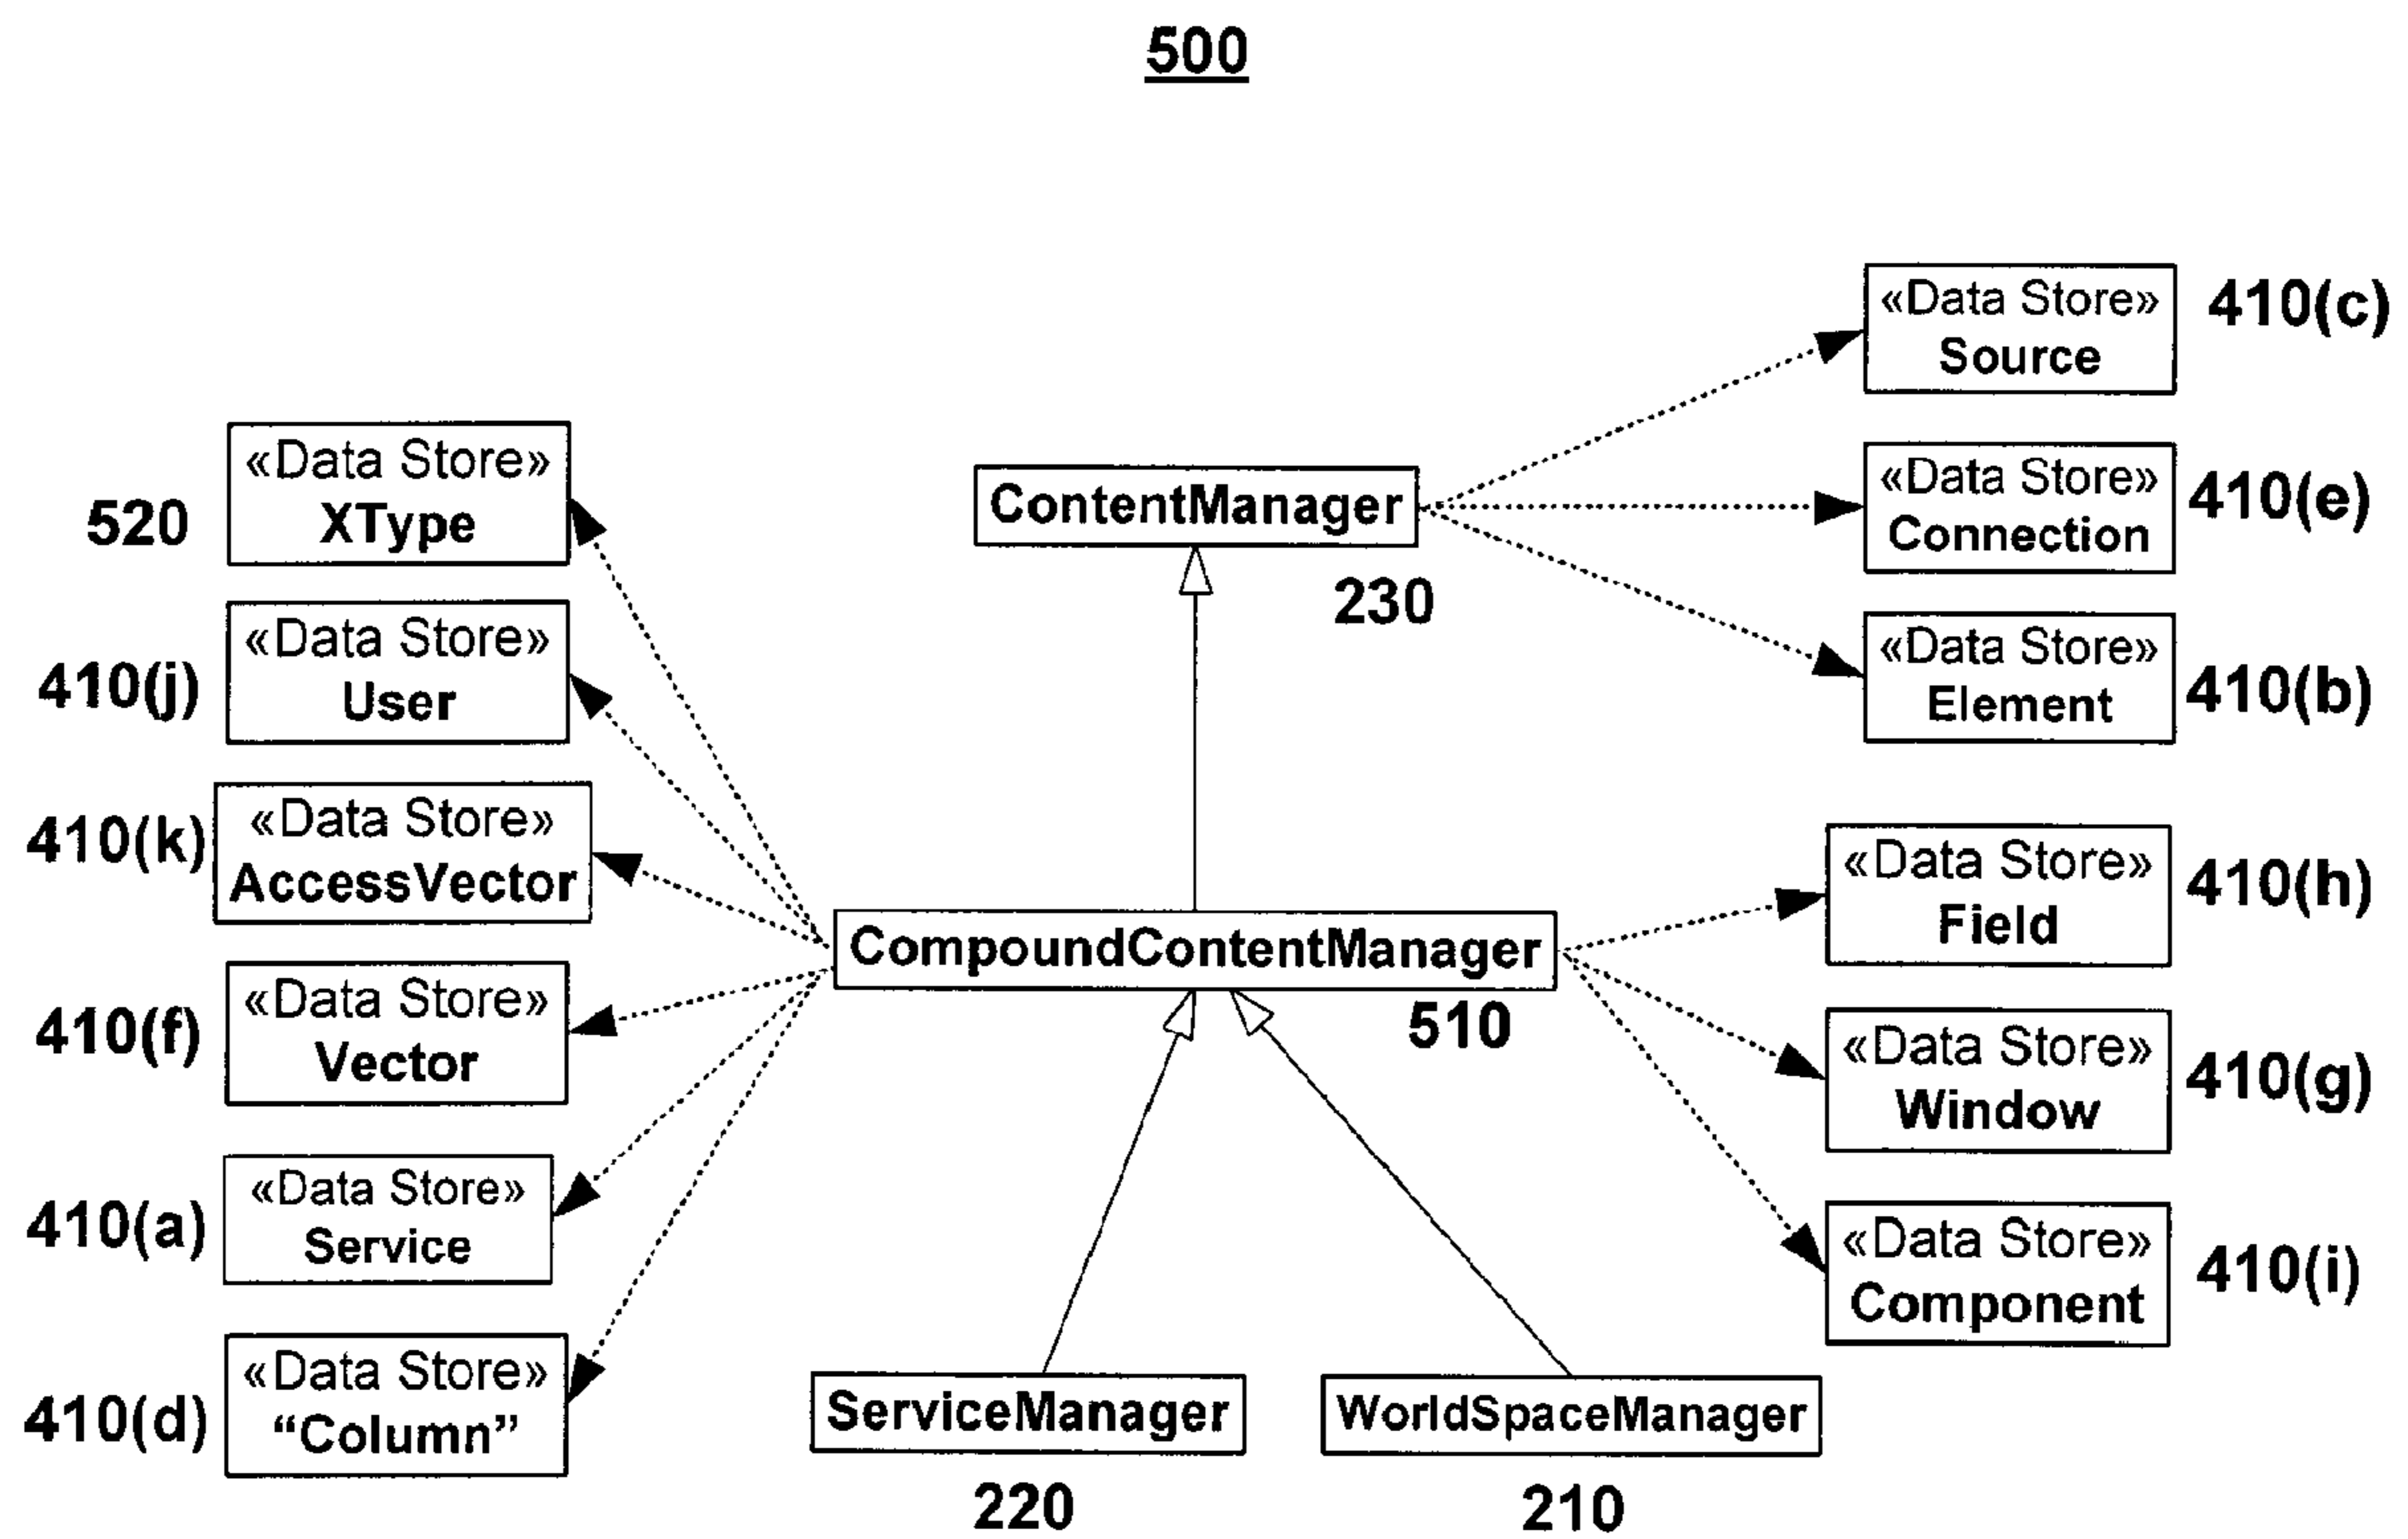 500
«Data Store»
Source
410(c)
«Data Store»
XType
520
ContentManager
230
«Data Store»
Connection
410(e)
«Data Store»
User
410(j)
«Data Store»
Element
410(b)
«Data Store»
AccessVector
410(k)
CompoundContentManager
510
«Data Store»
Field
410(h)
«Data Store»
Vector
410(f)
«Data Store»
Window
410(g)
«Data Store»
Service
410(a)
«Data Store»
Component
410(i)
«Data Store»
“Column”
410(d)
ServiceManager
220
WorldSpaceManager
210